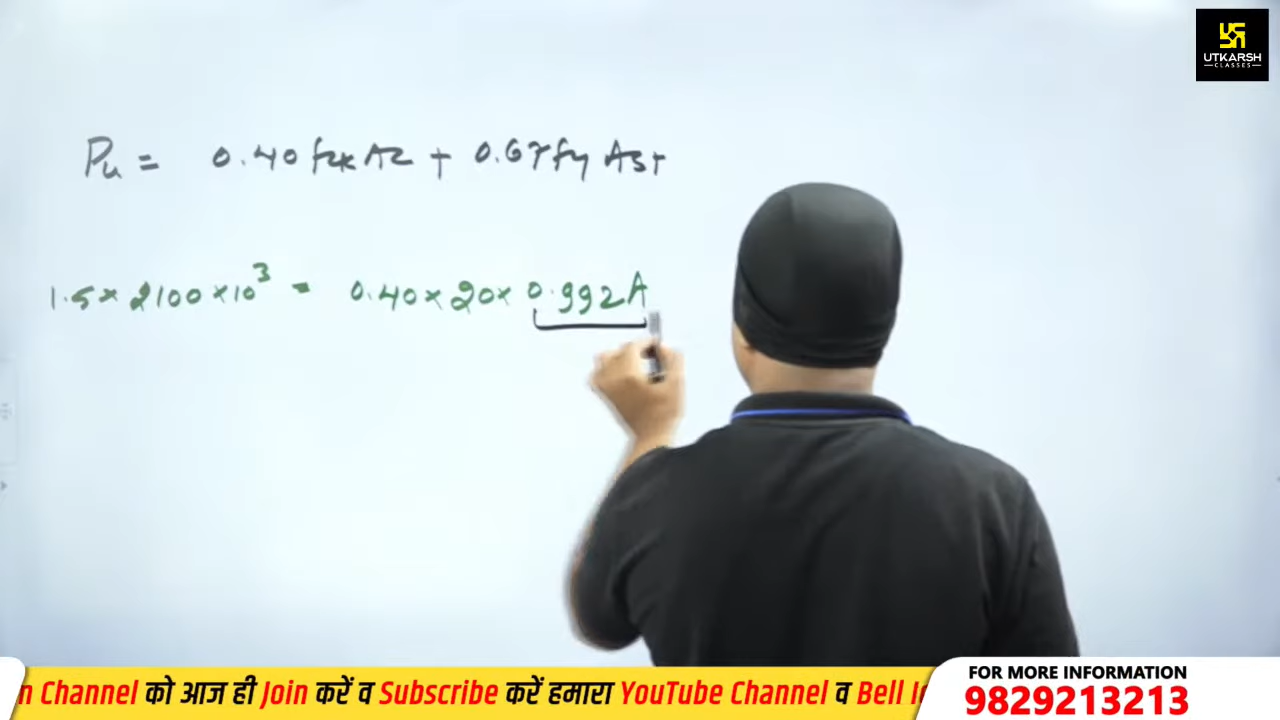 UTKARSH
CLASSES
Pu = 0.40 fck Ac + 0.67 fy Ast
1.5 × 2100 × 10³ = 0.40 × 20 × 0.992A
n Channel को आज ही Join करें व Subscribe करें हमारा YouTube Channel व Bell
FOR MORE INFORMATION
9829213213